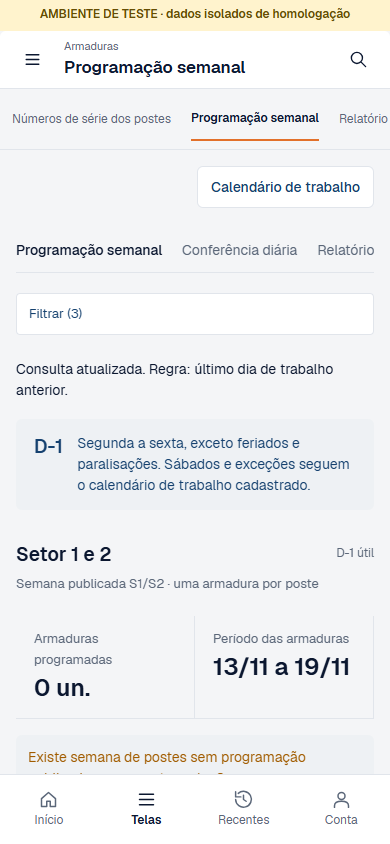 AMBIENTE DE TESTE · dados isolados de homologação
Armaduras
Programação semanal
Números de série dos postes
Programação semanal
Relatório
Calendário de trabalho
Programação semanal
Conferência diária
Relatório
Filtrar (3)
Consulta atualizada. Regra: último dia de trabalho
anterior.
D-1
Segunda a sexta, exceto feriados e
paralisações. Sábados e exceções seguem
o calendário de trabalho cadastrado.
Setor 1 e 2
D-1 útil
Semana publicada S1/S2 · uma armadura por poste
Armaduras
programadas
0 un.
Período das armaduras
13/11 a 19/11
Existe semana de postes sem programação
Início
Telas
Recentes
Conta